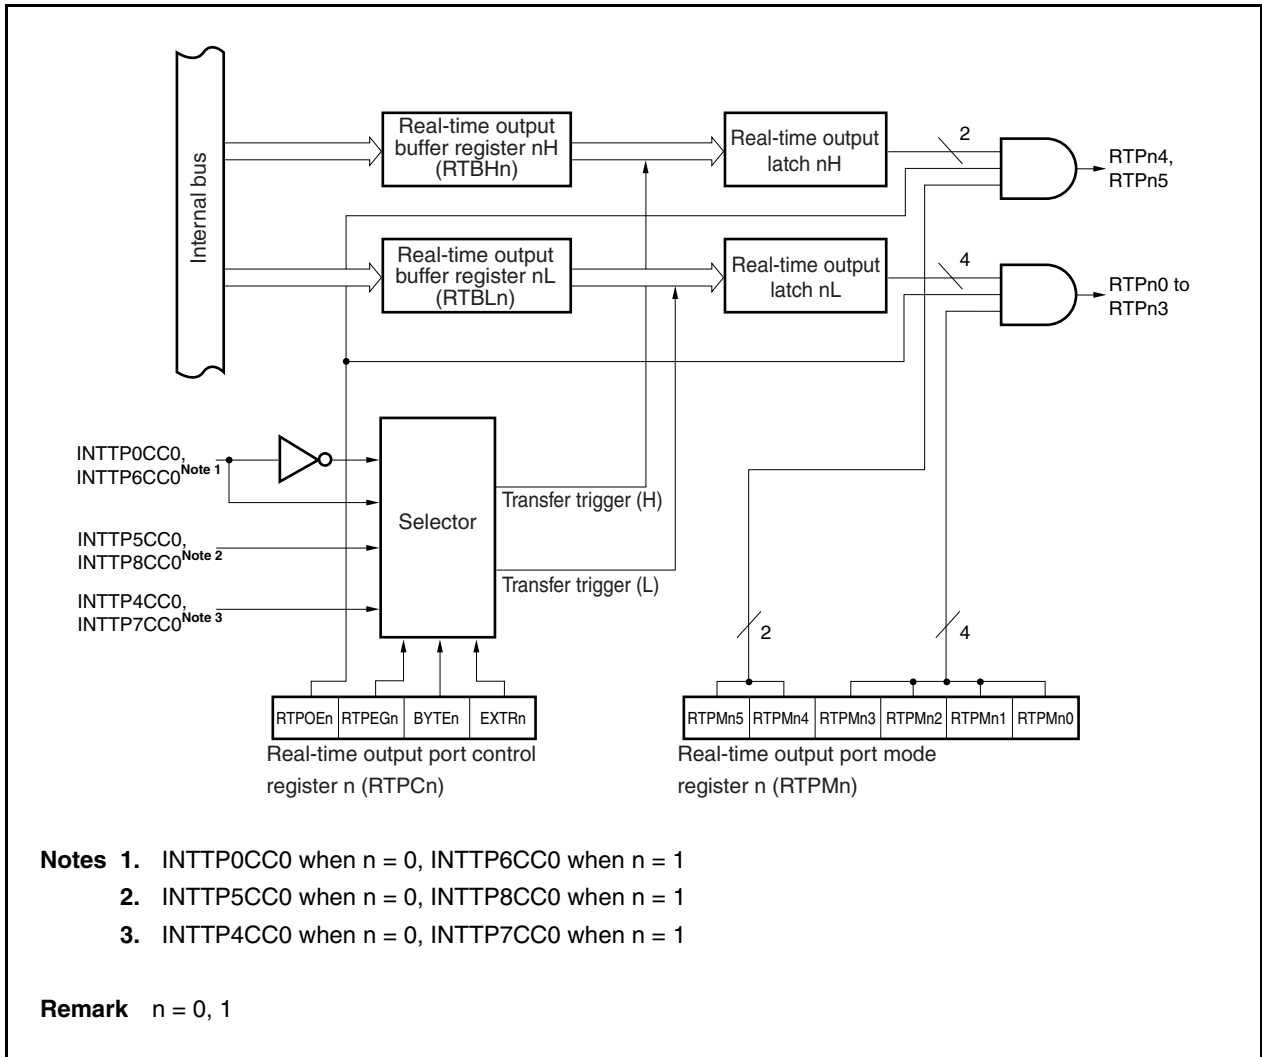 Internal bus
Real-time output
buffer register nH
(RTBHn)
Real-time output
latch nH
2
RTPn4,
RTPn5
Real-time output
buffer register nL
(RTBLn)
Real-time output
latch nL
4
RTPn0 to
RTPn3
INTTP0CC0,
INTTP6CC0Note 1
INTTP5CC0,
INTTP8CC0Note 2
INTTP4CC0,
INTTP7CC0Note 3
Selector
Transfer trigger (H)
Transfer trigger (L)
2
4
RTPOEn RTPEGn BYTEn EXTRn
Real-time output port control
register n (RTPCn)
RTPMn5 RTPMn4 RTPMn3 RTPMn2 RTPMn1 RTPMn0
Real-time output port mode
register n (RTPMn)
Notes 1. INTTP0CC0 when n = 0, INTTP6CC0 when n = 1
2. INTTP5CC0 when n = 0, INTTP8CC0 when n = 1
3. INTTP4CC0 when n = 0, INTTP7CC0 when n = 1
Remark n = 0, 1